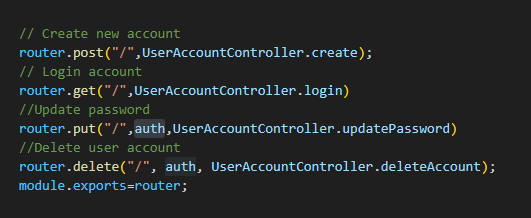 // Create new account
router.post("/",UserAccountController.create);
// Login account
router.get("/",UserAccountController.login)
//Update password
router.put("/",auth,UserAccountController.updatePassword)
//Delete user account
router.delete("/", auth, UserAccountController.deleteAccount);
module.exports=router;